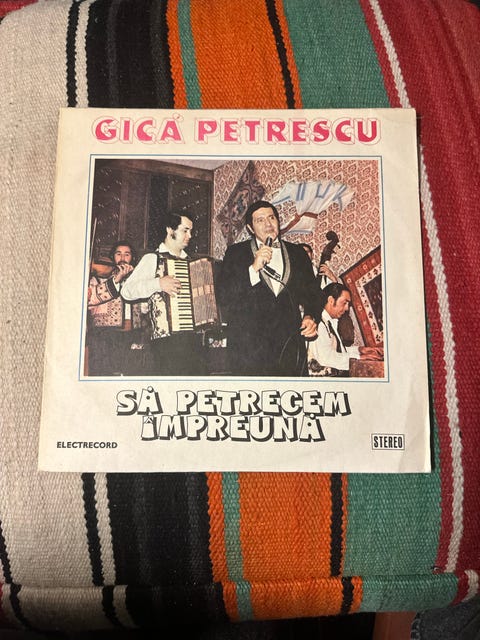 GICĂ PETRESCU
SĂ PETRECEM
ÎMPREUNĂ
ELECTRECORD
STEREO